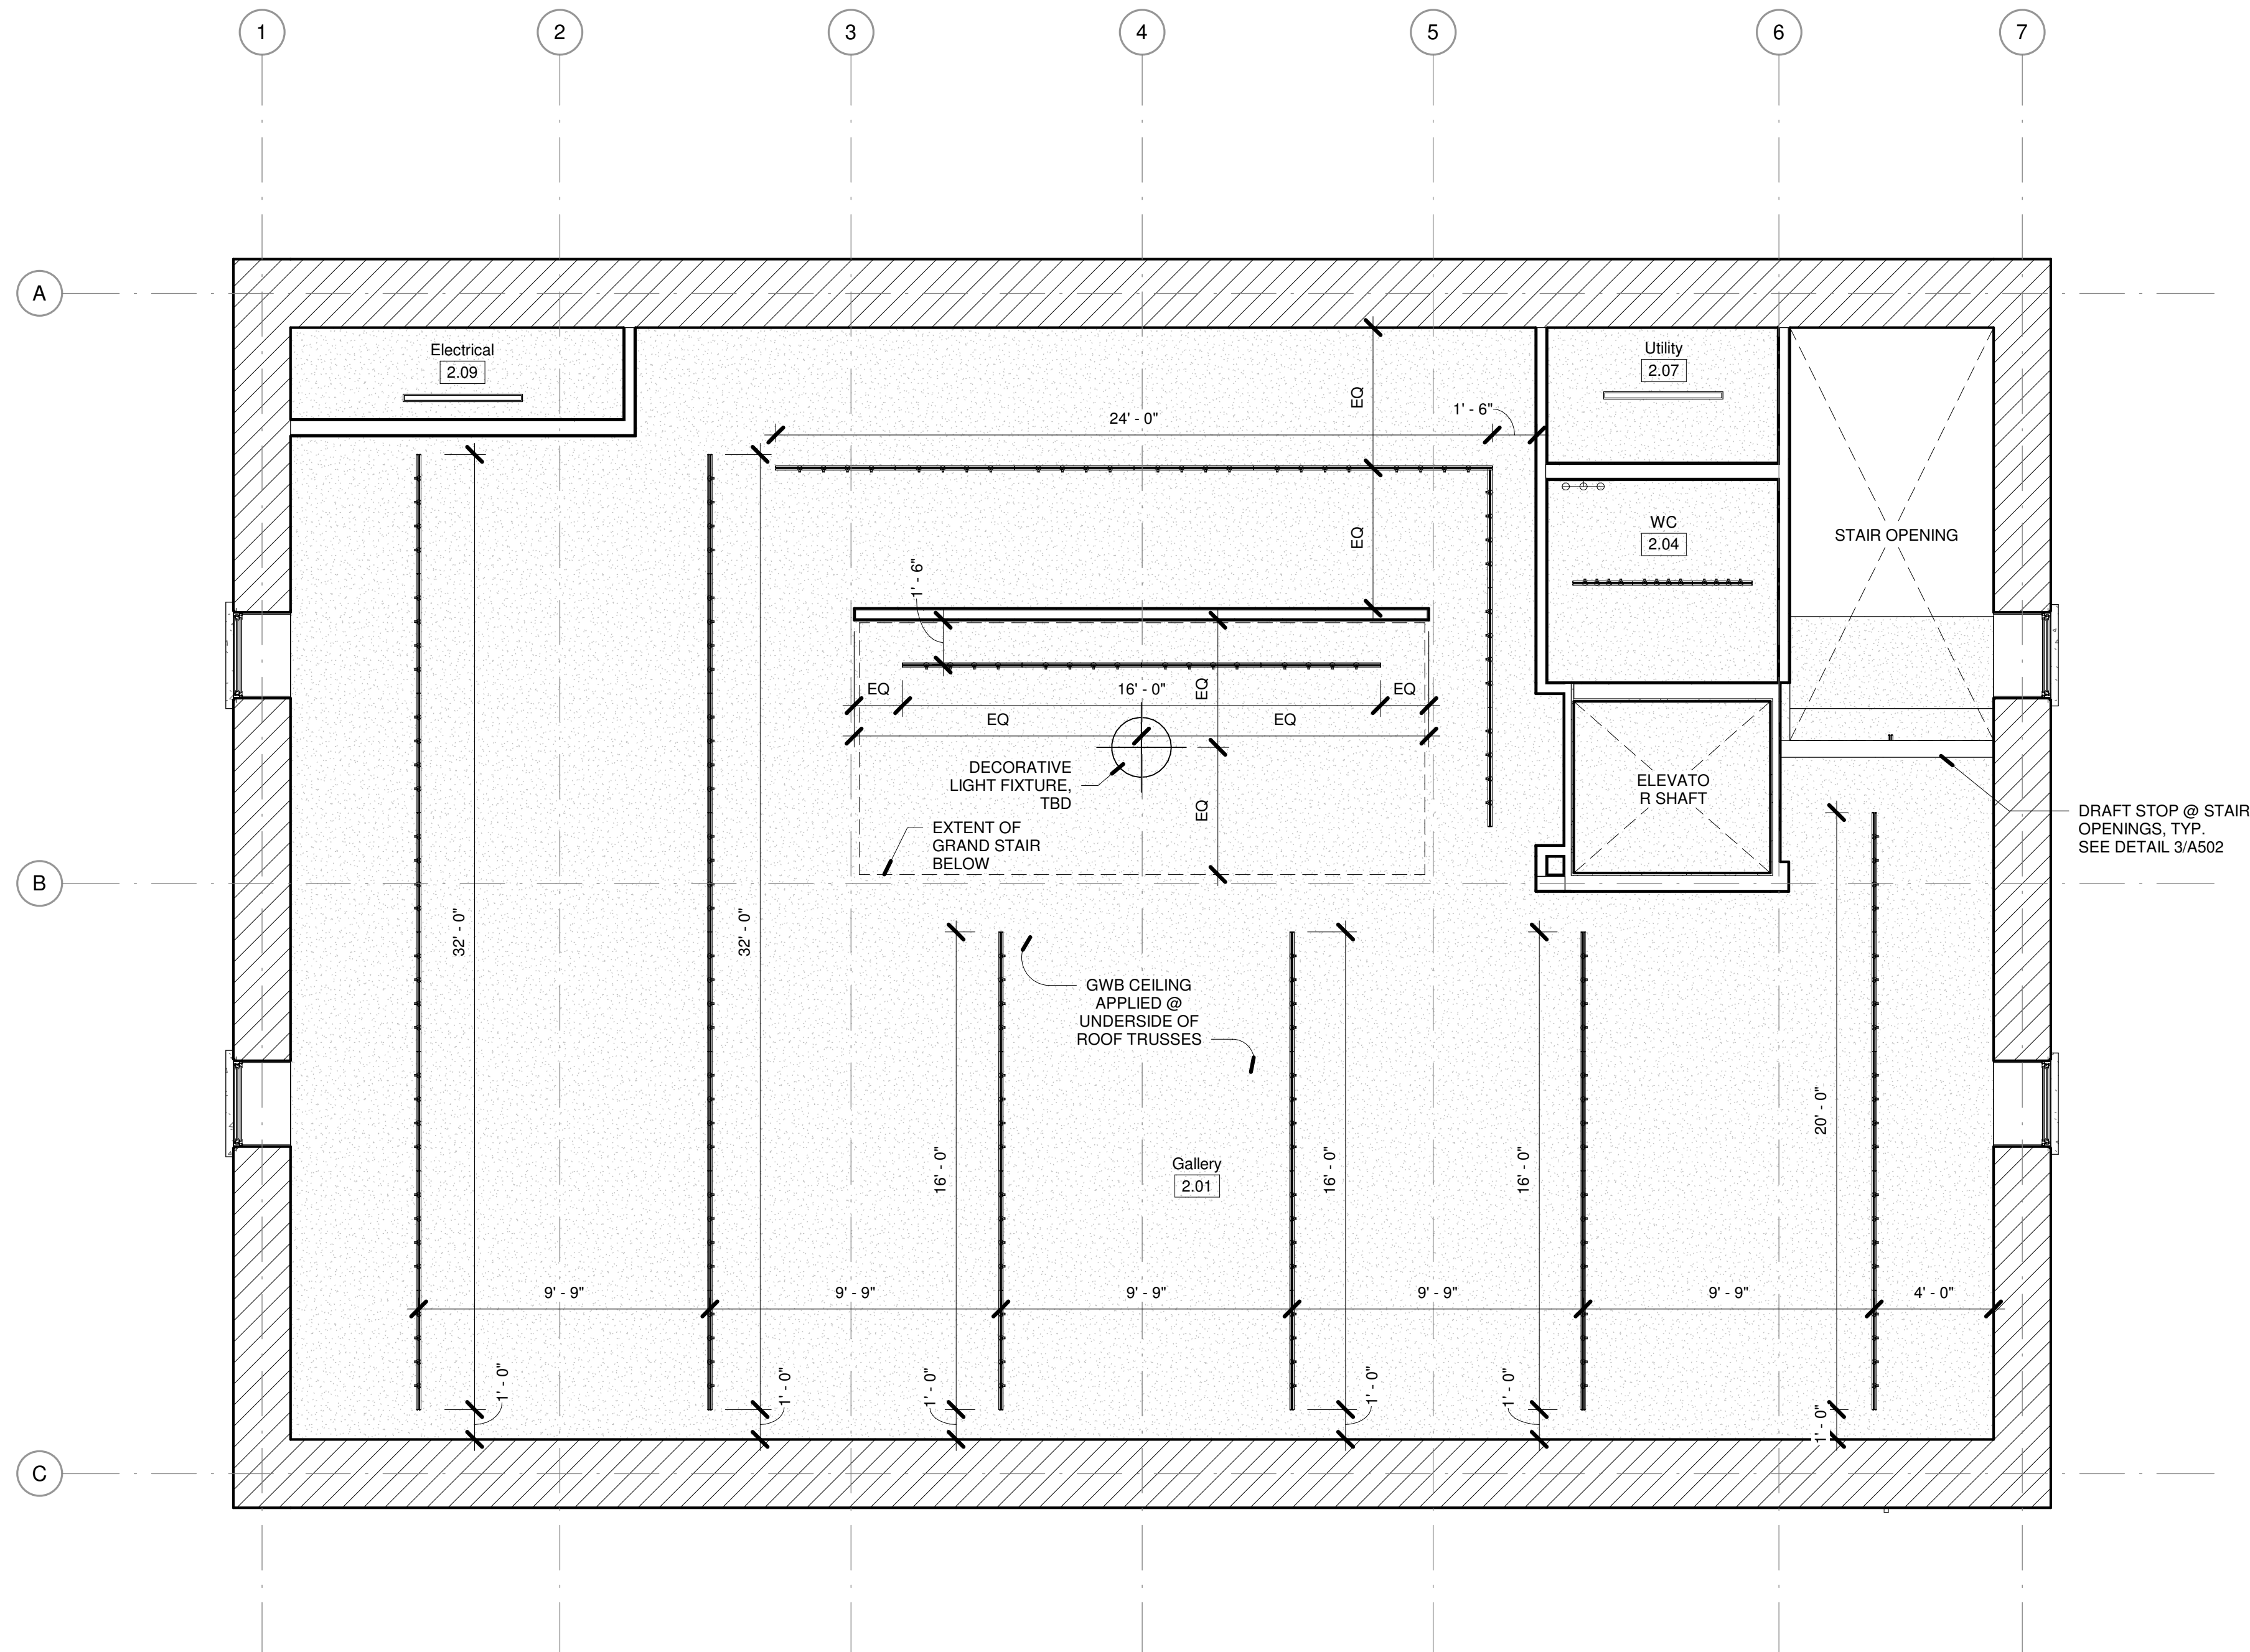 1
2
3
4
5
6
7
A
Electrical
2.09
Utility
2.07
EQ
24' - 0"
1' - 6"
WC
2.04
STAIR OPENING
EQ
1' - 6"
EQ
16' - 0"
EQ
EQ
EQ
EQ
DECORATIVE
LIGHT FIXTURE,
TBD
ELEVATO
R SHAFT
EQ
EXTENT OF
GRAND STAIR
BELOW
DRAFT STOP @ STAIR
OPENINGS, TYP.
SEE DETAIL 3/A502
B
32' - 0"
32' - 0"
GWB CEILING
APPLIED @
UNDERSIDE OF
ROOF TRUSSES
20' - 0"
16' - 0"
Gallery
2.01
16' - 0"
16' - 0"
9' - 9"
9' - 9"
9' - 9"
9' - 9"
9' - 9"
4' - 0"
1' - 0"
1' - 0"
1' - 0"
1' - 0"
1' - 0"
1' - 0"
C